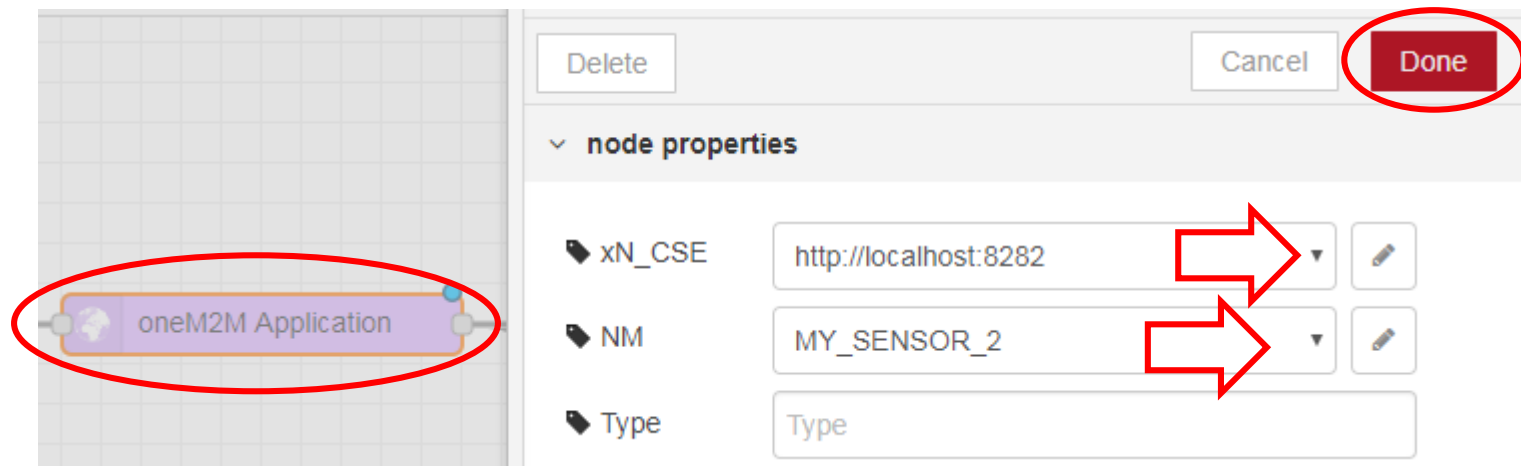 Delete
Cancel
Done
node properties
xN_CSE
http://localhost:8282
oneM2M Application
NM
MY_SENSOR_2
Type
Type